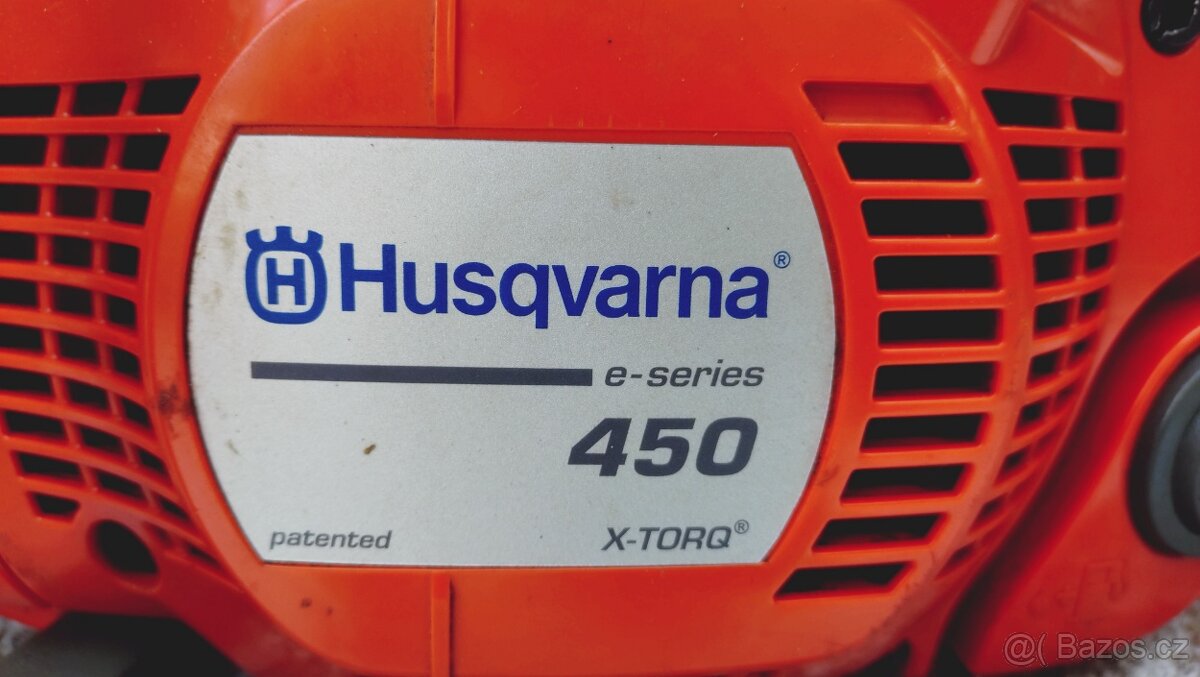 H Husqvarna®
e-series
450
patented X-TORQ®
@( Bazos.cz